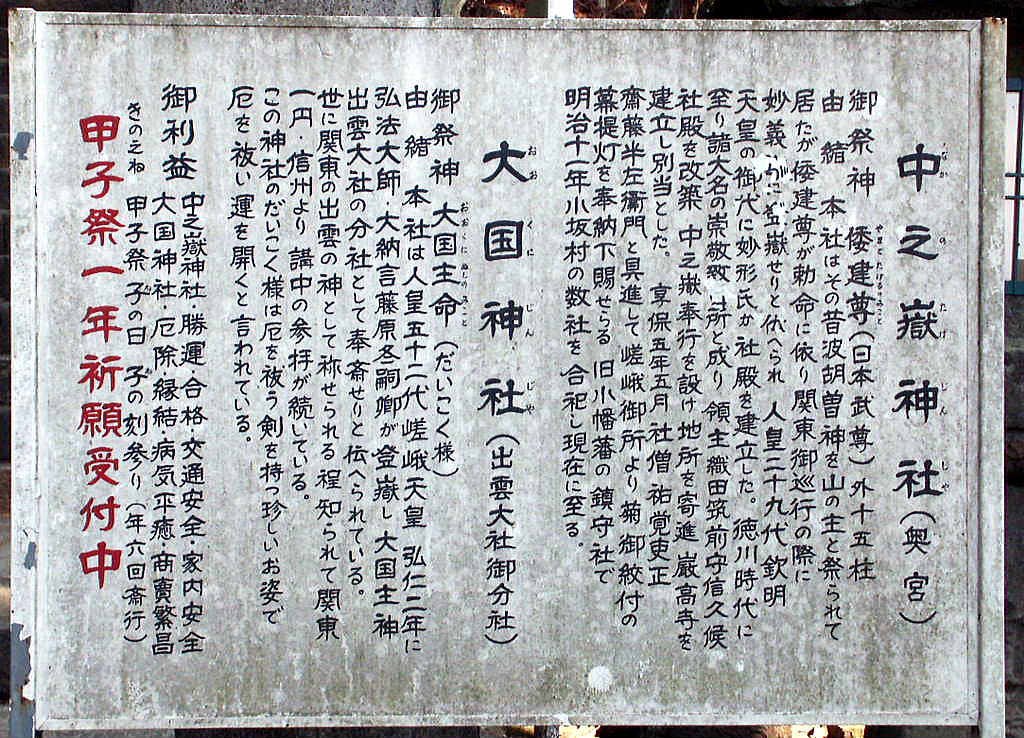 中之嶽神社(奥宮)
御祭神 倭建尊(日本武尊)外十五柱
由緒 本社はその昔波胡曽神を山の主と祭られて
居たが倭建尊が勅命に依り関東御巡行の際に
妙義 嶽せりと伝へられ 人皇二十九代欽明
天皇の御代に妙形氏が社殿を建立した。徳川時代に
至り諸大名の崇敬致 所と成り 領主織田筑前守信久候
社殿を改築 中之嶽奉行を設け地所を寄進 巌高寺を
建立し別当とした。 享保五年五月 社僧 祐覚吏正
齋藤半左衛門と具進して嵯峨御所より菊御紋付の
幕提灯を奉納下賜せらる 旧小幡藩の鎮守社で
明治十一年小坂村の数社を合祀し現在に至る。
大国神社(出雲大社御分社)
御祭神 大国主命(だいこく様)
由緒 本社は人皇五十二代嵯峨天皇 弘仁二年に
弘法大師・大納言藤原冬嗣卿が登嶽し大国主神
出雲大社の分社として奉斎せりと伝へられている。
世に関東の出雲の神として称せられる程知られて関東
一円・信州より 講中の参拝が続いている。
この神社のだいこく様は厄を祓う剣を持つ珍しいお姿で
厄を祓い運を開くと言われている。
御利益 中之嶽神社 勝運・合格・交通安全・家内安全
大国神社・厄除縁結・病気平癒・商賣繁昌
きのえね 甲子祭 子の日 子の刻参り(年六回斎行)
甲子祭一年祈願受付中